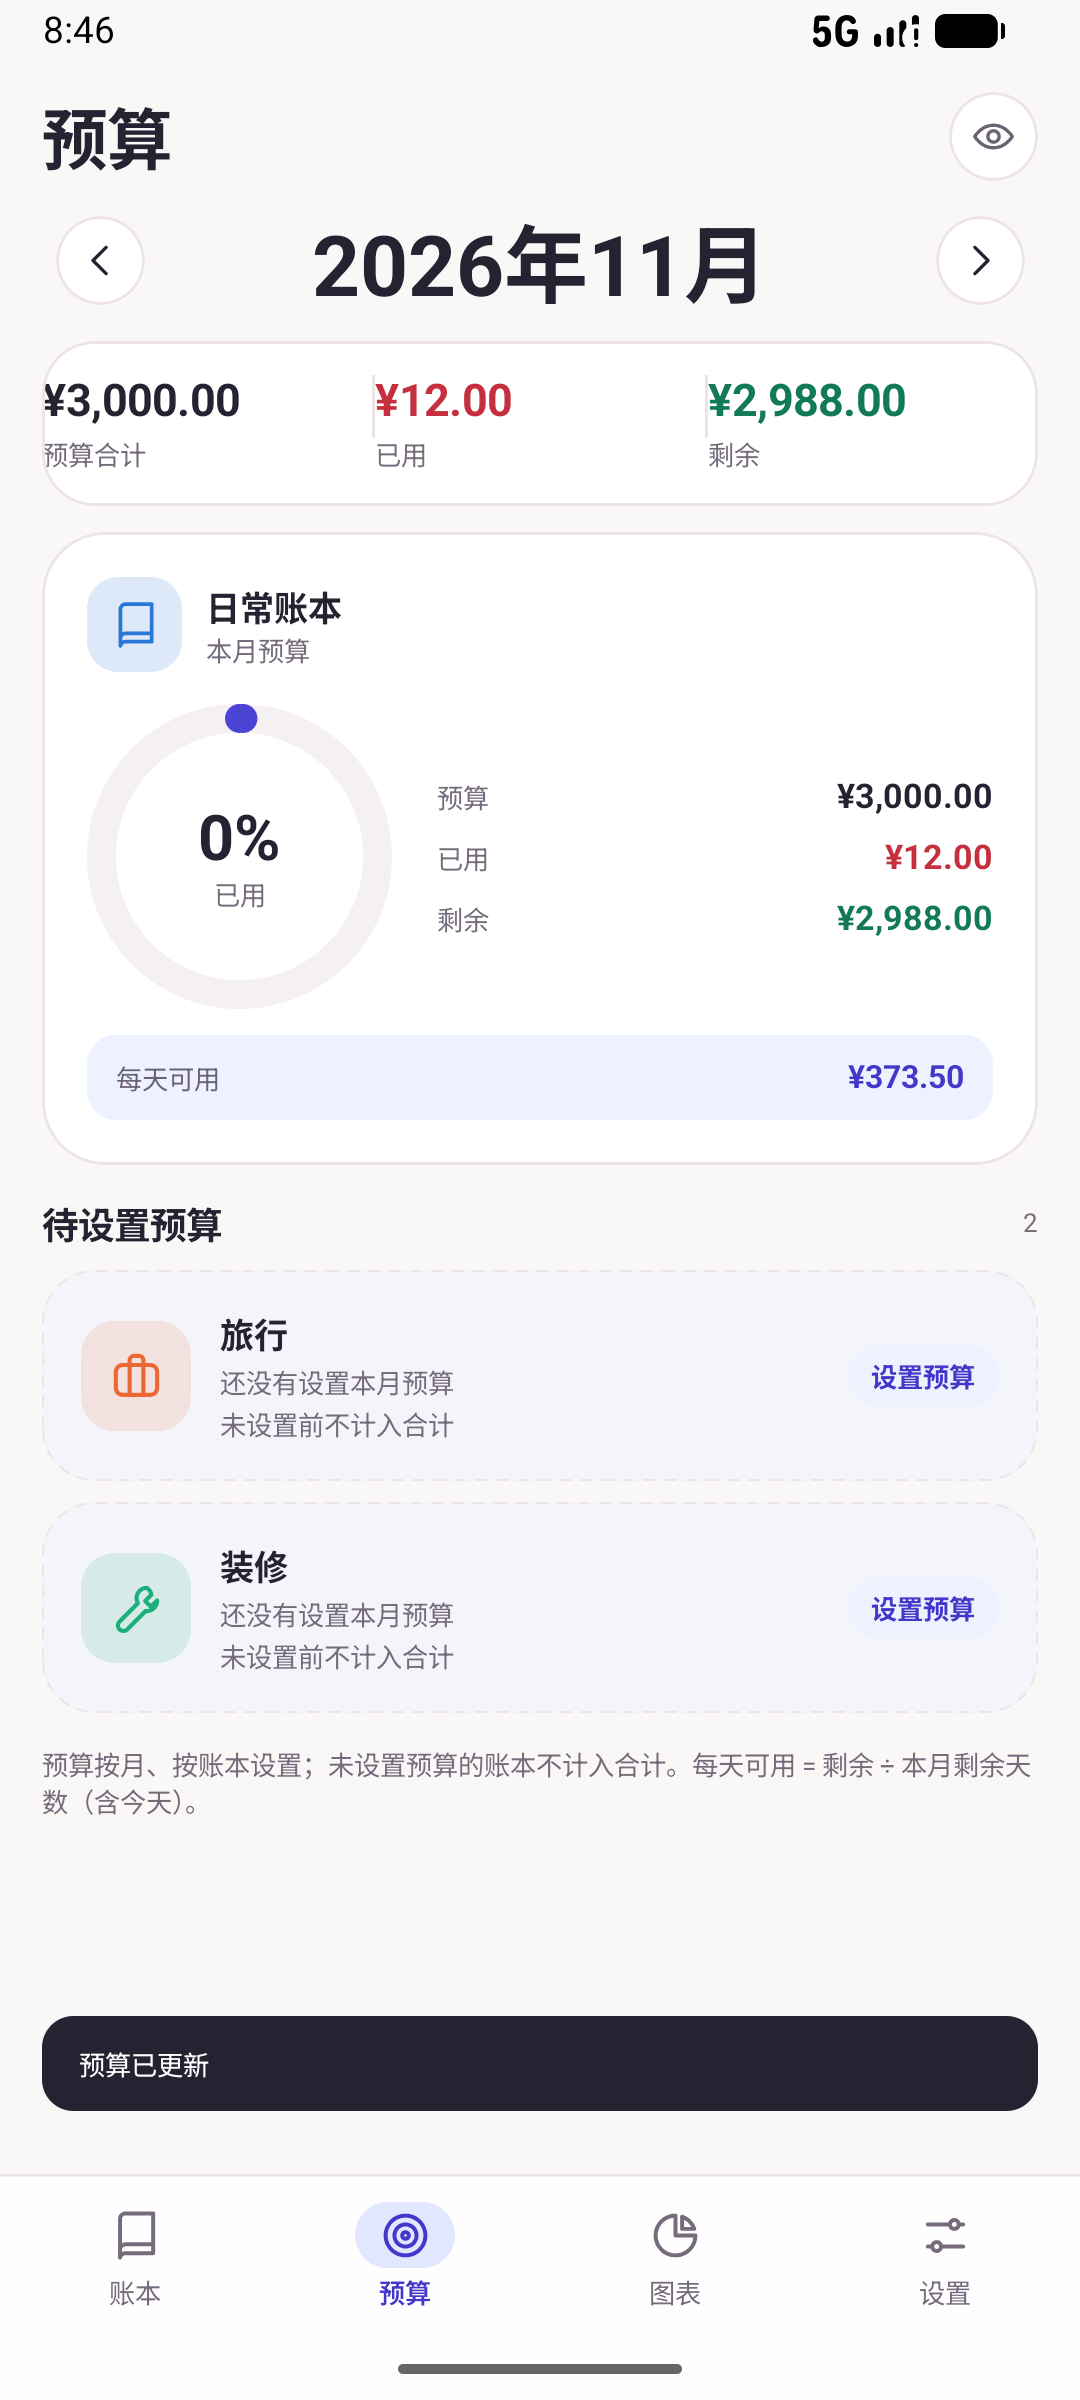 8:46
5G
预算
2026年11月
¥3,000.00
预算合计
¥12.00
已用
¥2,988.00
剩余
日常账本
本月预算
0%
已用
预算 ¥3,000.00
已用 ¥12.00
剩余 ¥2,988.00
每天可用 ¥373.50
待设置预算 2
旅行
还没有设置本月预算
未设置前不计入合计
设置预算
装修
还没有设置本月预算
未设置前不计入合计
设置预算
预算按月、按账本设置；未设置预算的账本不计入合计。每天可用 = 剩余 ÷ 本月剩余天
数（含今天）。
预算已更新
账本
预算
图表
设置